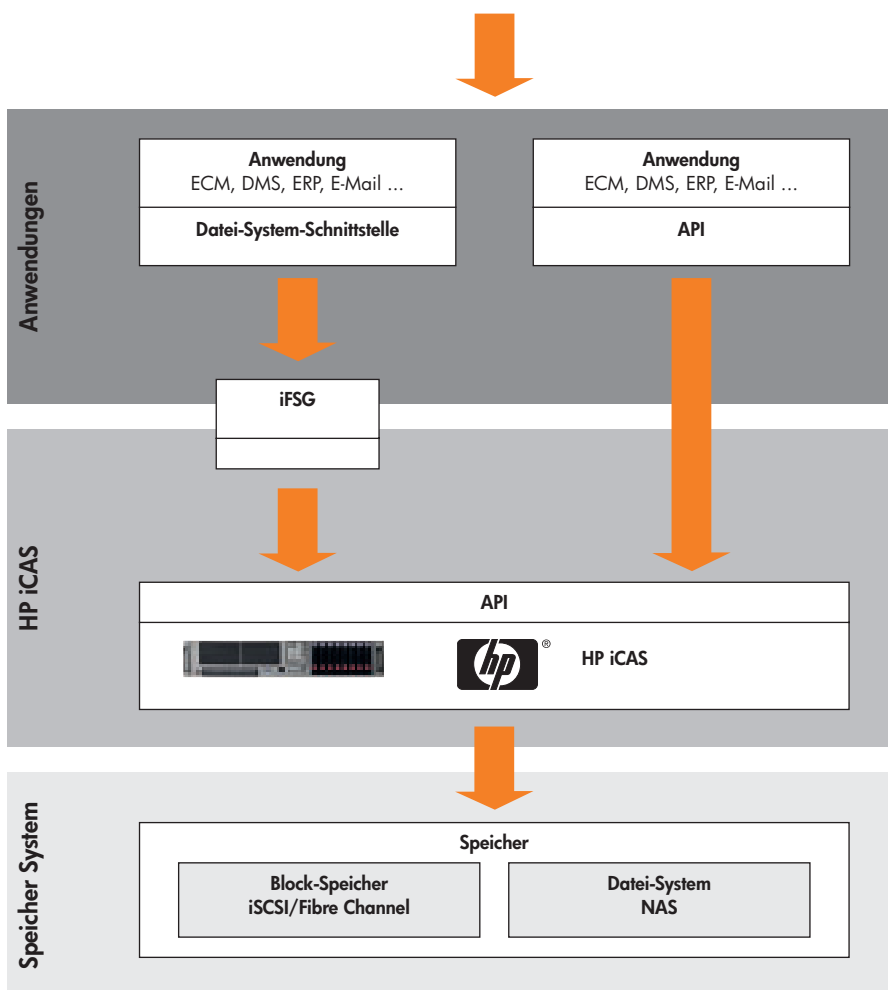 Anwendungen
Anwendung
ECM, DMS, ERP, E-Mail ...
Datei-System-Schnittstelle
Anwendung
ECM, DMS, ERP, E-Mail ...
API
iFSG
HP iCAS
API
hp®
HP iCAS
Speicher System
Speicher
Block-Speicher
iSCSI/Fibre Channel
Datei-System
NAS